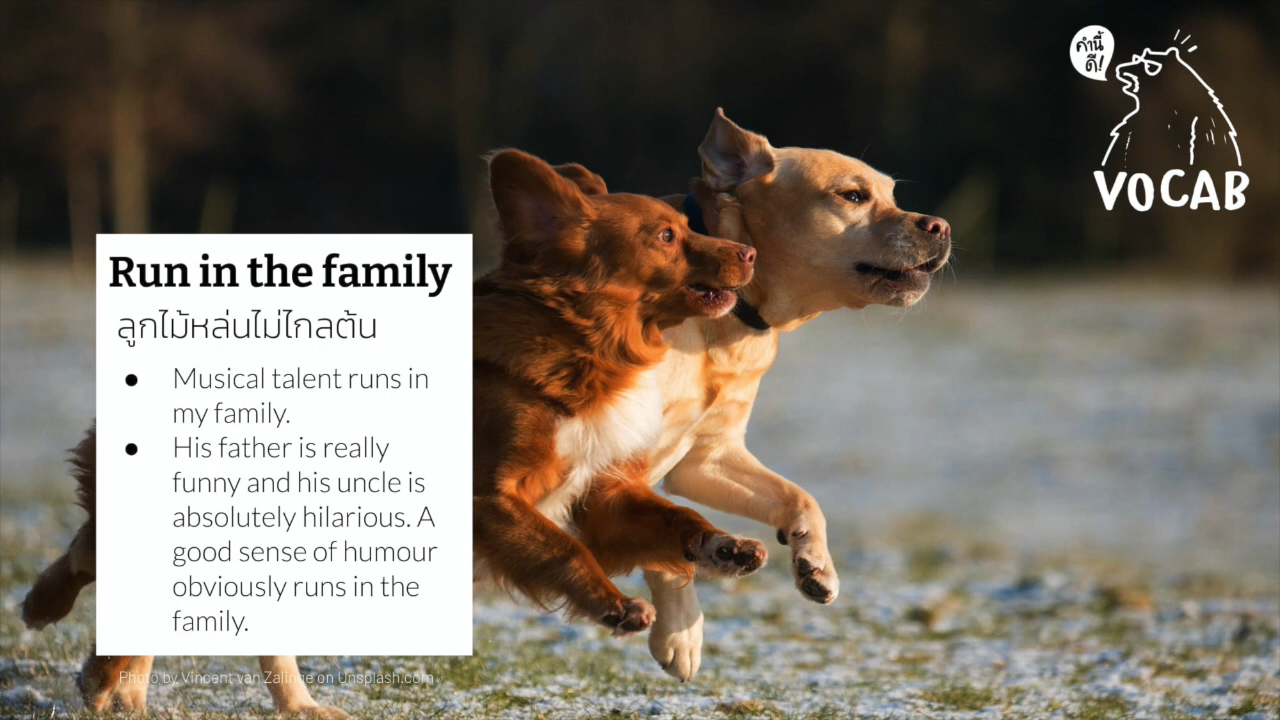 คำนี้
ดี!
VOCAB
Run in the family
ลูกไม้หล่นไม่ไกลต้น
● Musical talent runs in
my family.
● His father is really
funny and his uncle is
absolutely hilarious. A
good sense of humour
obviously runs in the
family.
Photo by Vincent van Zalinge on Unsplash.com